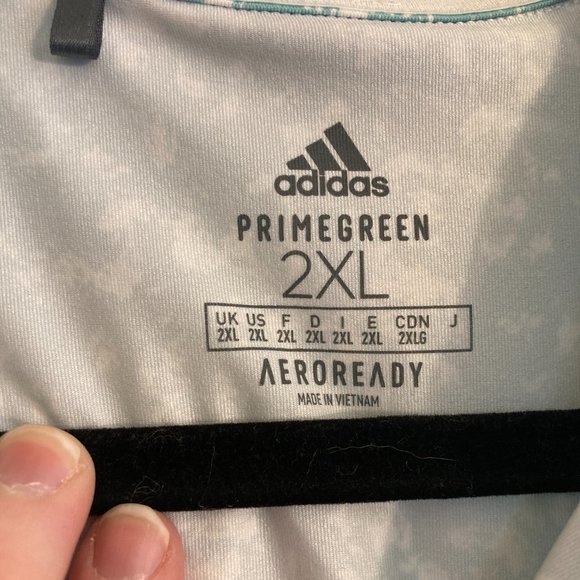 adidas
PRIMEGREEN
2XL
UK US F D I E CDN J
2XL 2XL 2XL 2XL 2XL 2XL 2XLG
AEROREADY
MADE IN VIETNAM